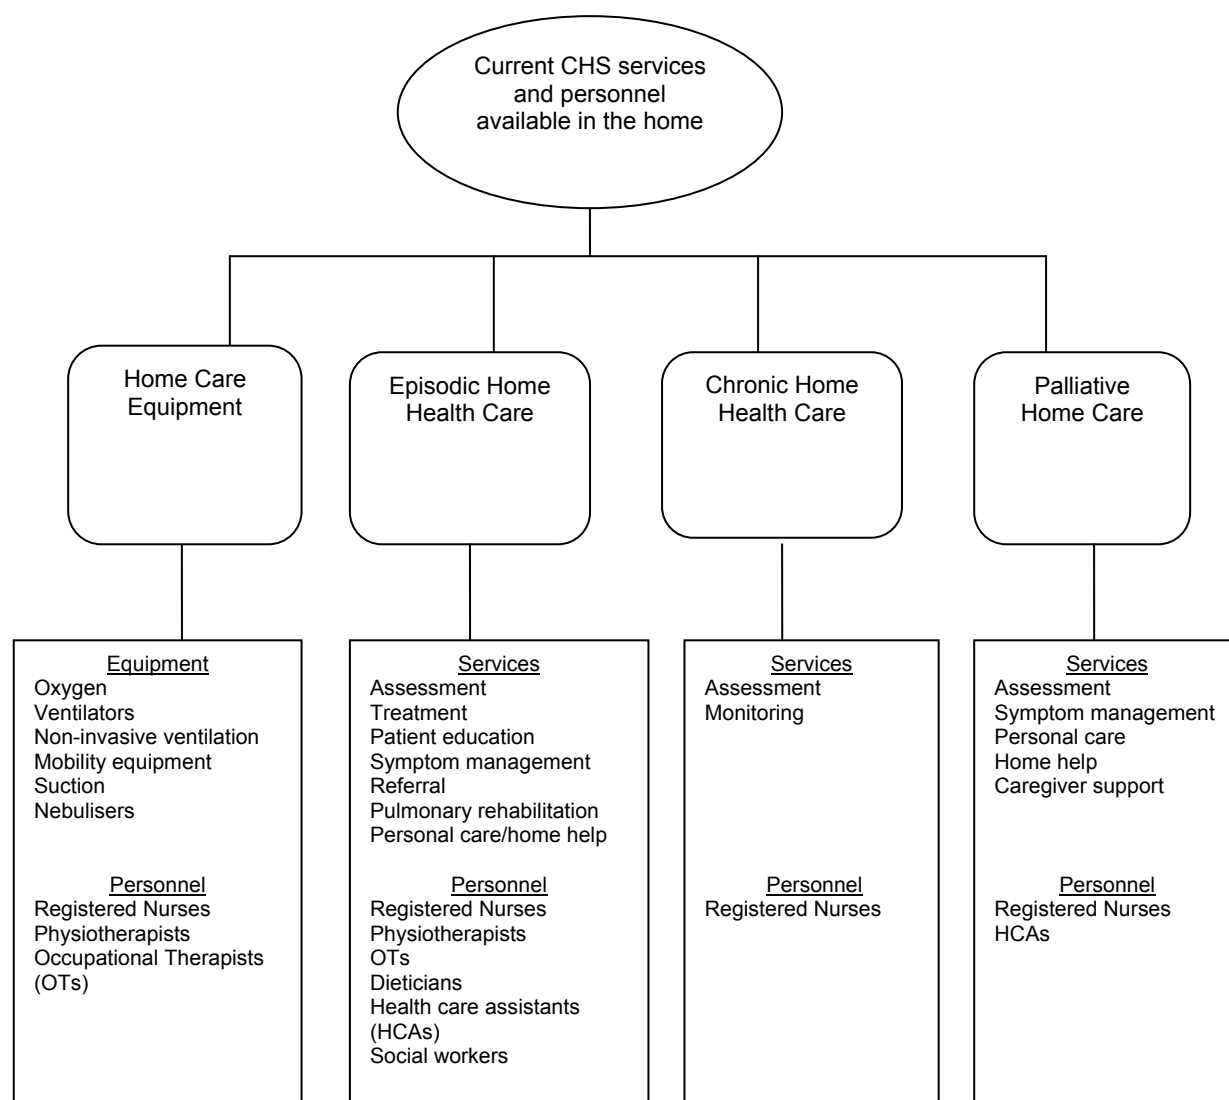 Current CHS services
and personnel
available in the home
Home Care
Equipment
Episodic Home
Health Care
Chronic Home
Health Care
Palliative
Home Care
Equipment
Oxygen
Ventilators
Non-invasive ventilation
Mobility equipment
Suction
Nebulisers
Personnel
Registered Nurses
Physiotherapists
Occupational Therapists
(OTs)
Services
Assessment
Treatment
Patient education
Symptom management
Referral
Pulmonary rehabilitation
Personal care/home help
Personnel
Registered Nurses
Physiotherapists
OTs
Dieticians
Health care assistants
(HCAs)
Social workers
Services
Assessment
Monitoring
Personnel
Registered Nurses
Services
Assessment
Symptom management
Personal care
Home help
Caregiver support
Personnel
Registered Nurses
HCAs